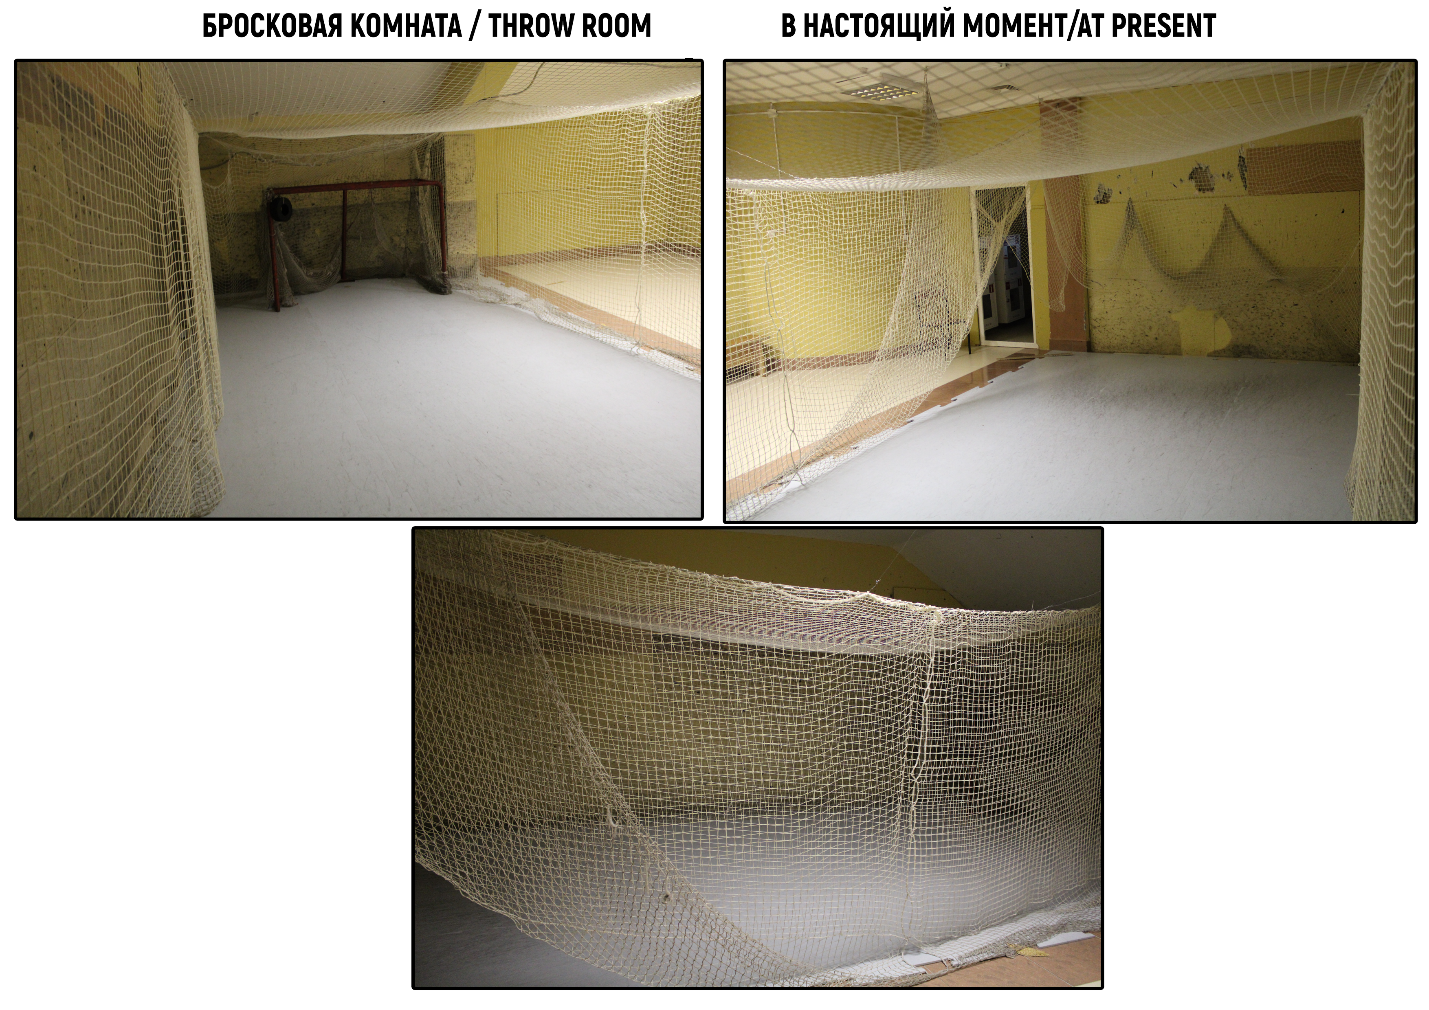 БРОСКОВАЯ КОМНАТА / THROW ROOM
В НАСТОЯЩИЙ МОМЕНТ/AT PRESENT